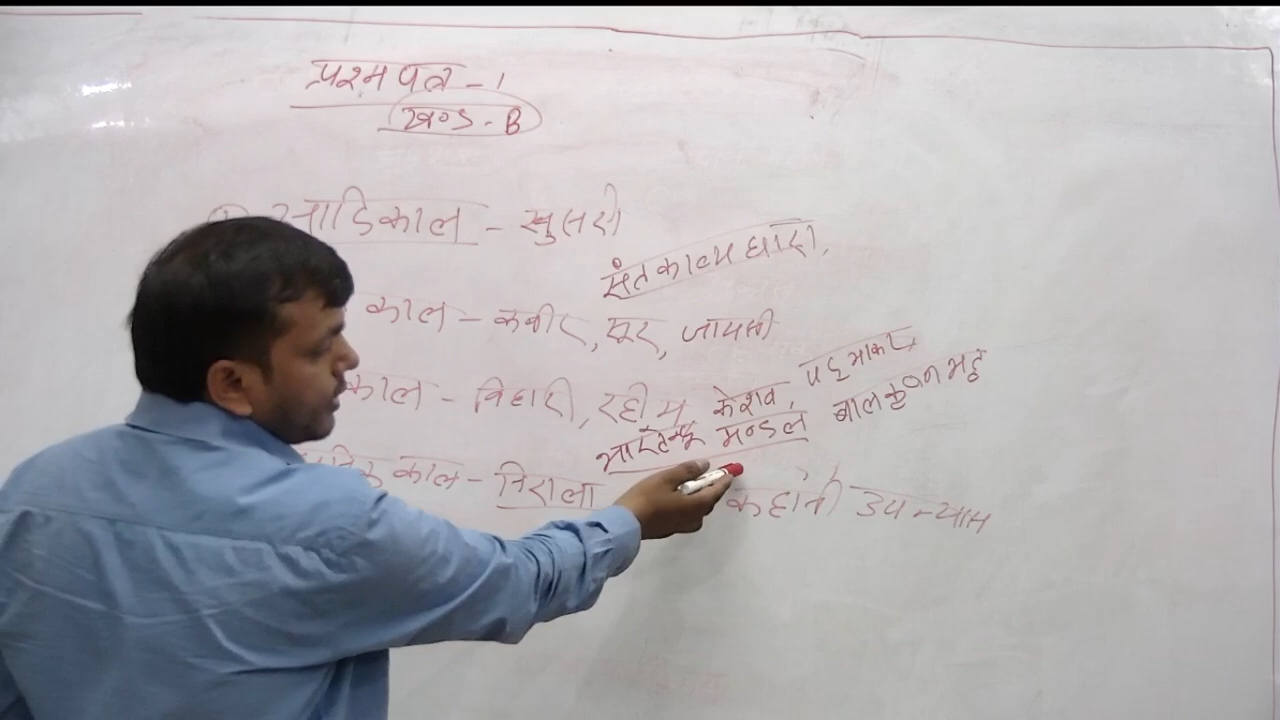 प्रश्न पत्र - 1
खण्ड - B
आदिकाल - खुसरो
संत काव्य धारा,
काल - कबीर, सूर, जायसी
काल - बिहारी, रहीम, केशव, पद्माकर,
भारतेन्दु मण्डल बालकृष्ण भट्ट
काल - निराला कहानी उपन्यास